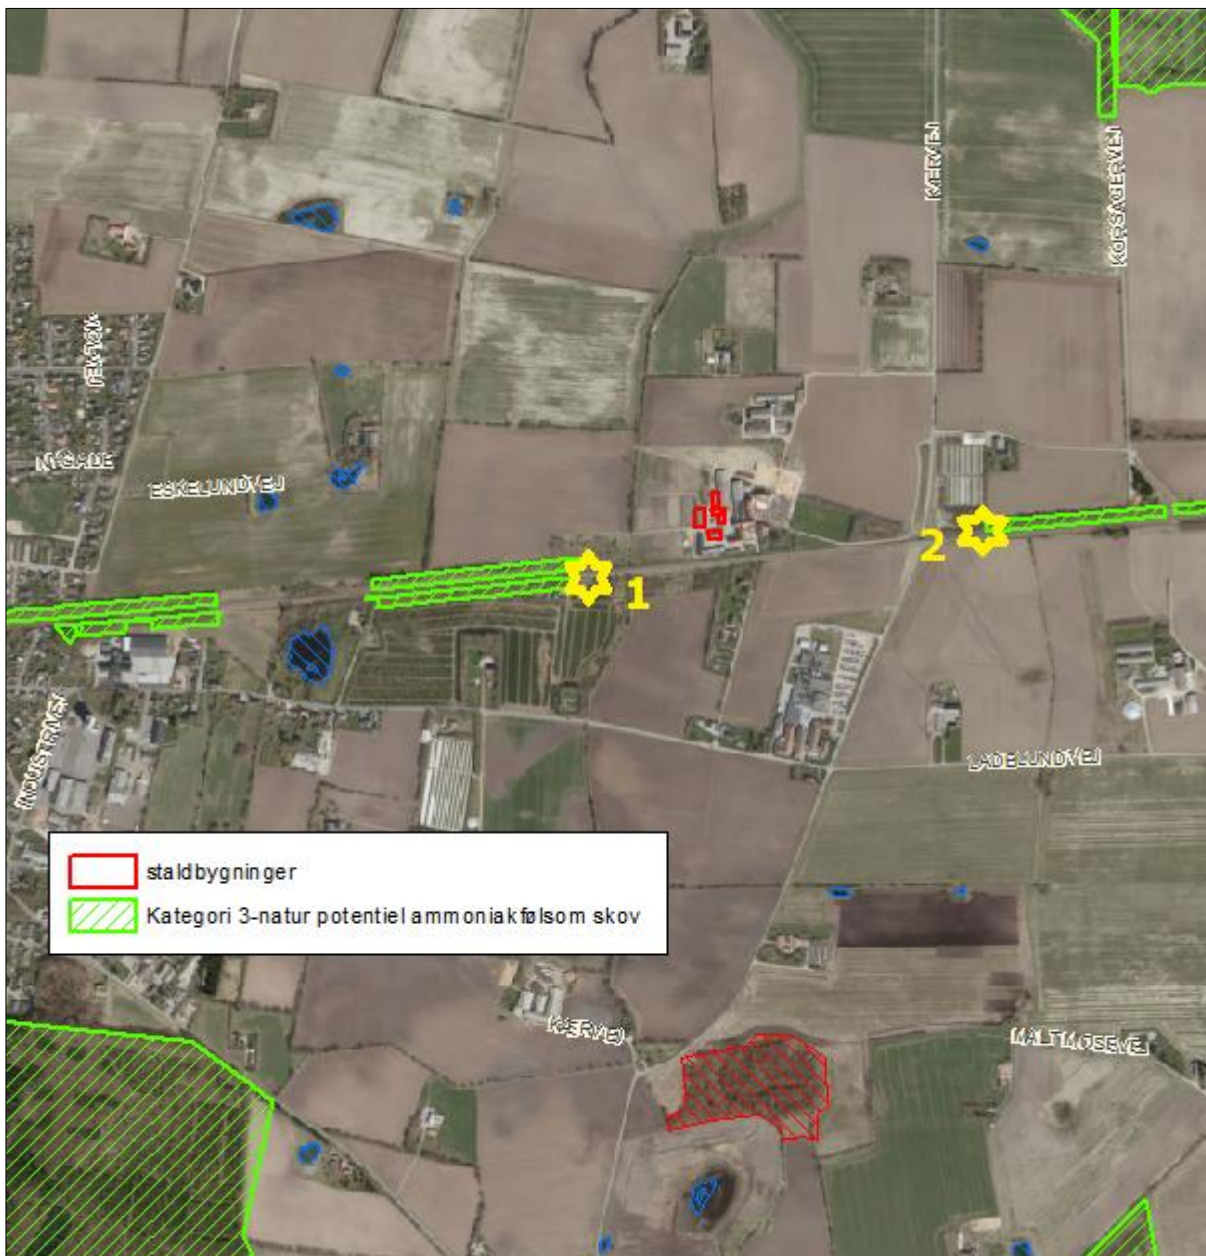 KÆRVEJ
KORSAGERVEJ
NYGADE
ESKELUNDVEJ
2
1
INDUSTRIVEJ
LADELUNDVEJ
staldbygninger
Kategori 3-natur potentiel ammoniakfølsom skov
KÆRVEJ
MALTMOSEVEJ